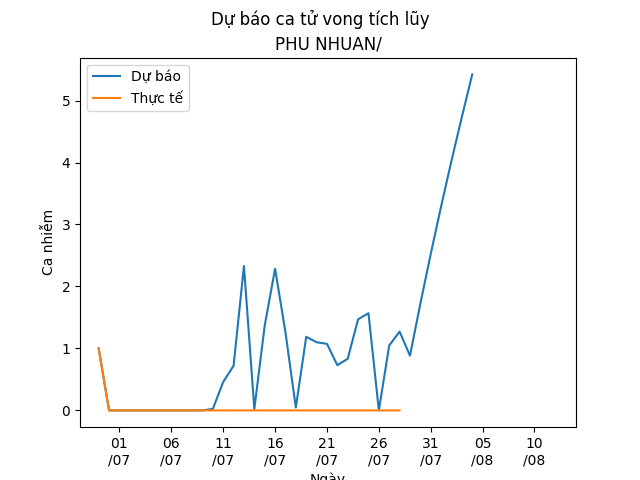 Dự báo ca tử vong tích lũy
PHU NHUAN/
Dự báo
Thực tế
Ca nhiễm
5
4
3
2
1
0
01 06 11 16 21 26 31 05 10
/07 /07 /07 /07 /07 /07 /07 /08 /08
Ngày